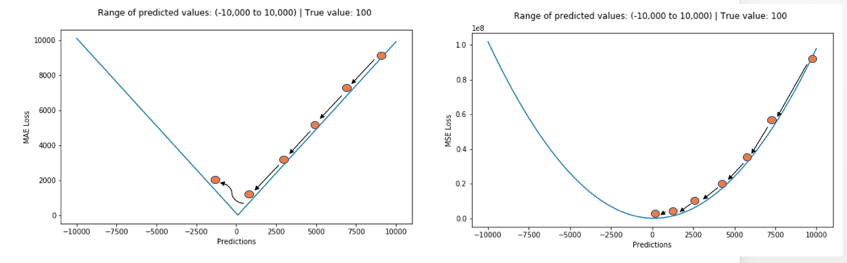 Range of predicted values: (-10,000 to 10,000) | True value: 100
10000
8000
6000
4000
2000
0
MAE Loss
−10000 −7500 −5000 −2500 0 2500 5000 7500 10000
Predictions
Range of predicted values: (-10,000 to 10,000) | True value: 100
1e8
1.0
0.8
0.6
0.4
0.2
0.0
MSE Loss
−10000 −7500 −5000 −2500 0 2500 5000 7500 10000
Predictions